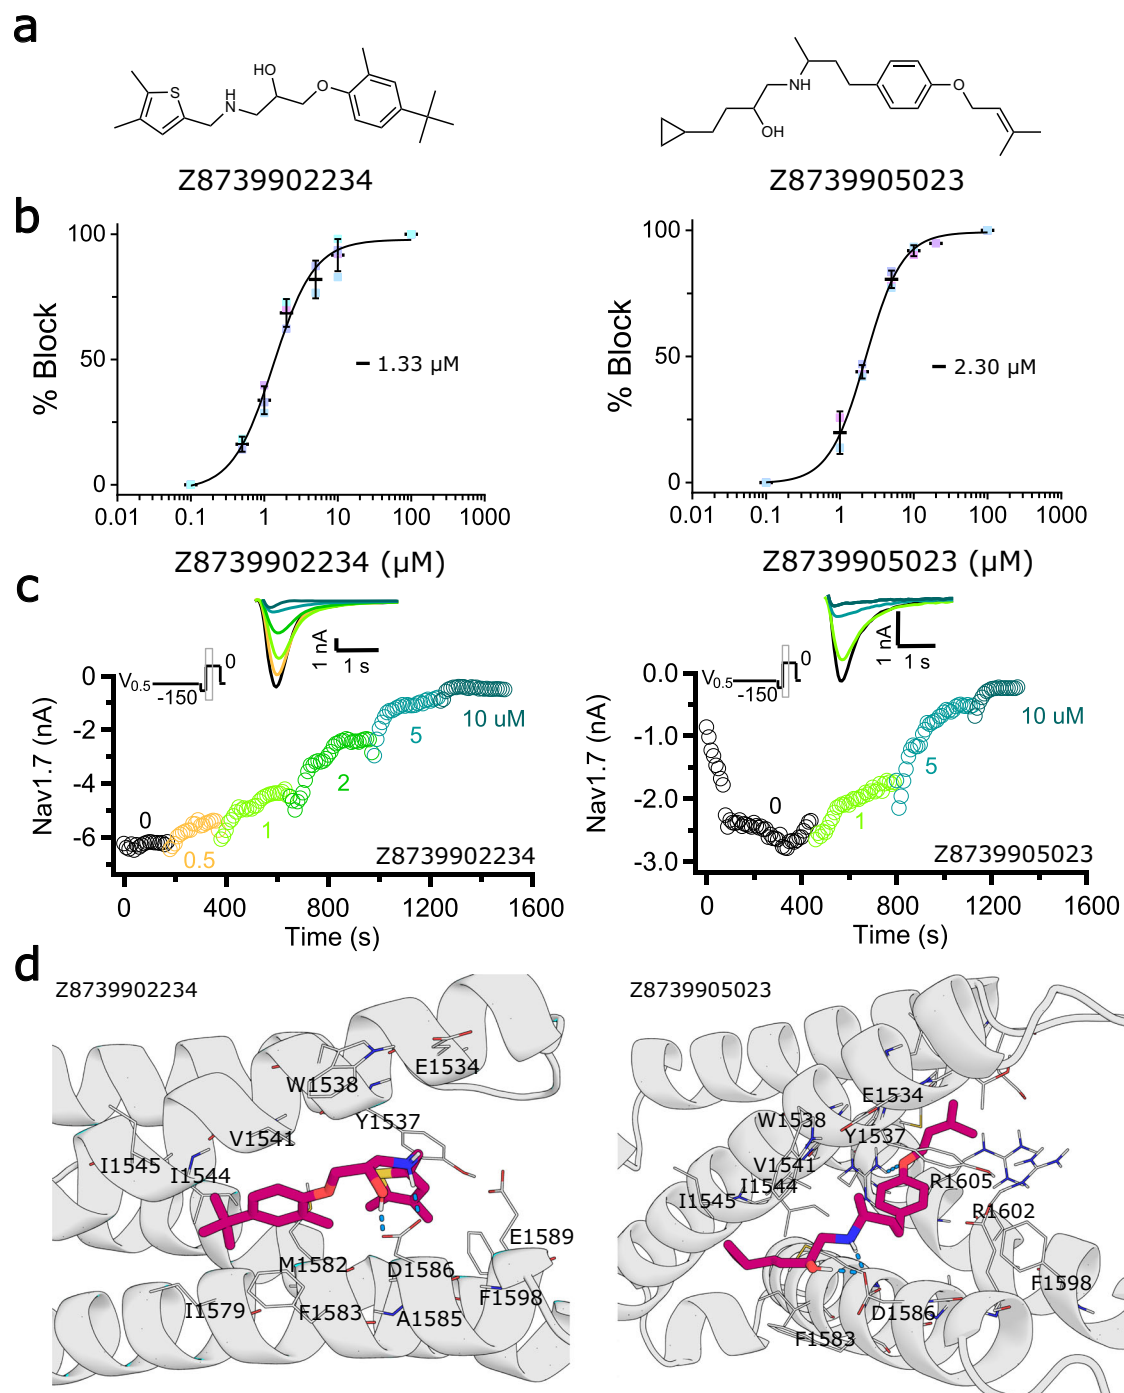 a
S
H
N
HO
O
Z8739902234
NH
OH
O
Z8739905023
b
% Block
100
50
0
1.33 µM
0.01 0.1 1 10 100 1000
Z8739902234 (µM)
% Block
100
50
0
2.30 µM
0.01 0.1 1 10 100 1000
Z8739905023 (µM)
c
Nav1.7 (nA)
0
-2
-4
-6
V0.5
-150
0
1 nA
1 s
0
0.5
1
2
5
10 uM
Z8739902234
0 400 800 1200 1600
Time (s)
Nav1.7 (nA)
0.0
-1.0
-2.0
-3.0
V0.5
-150
0
1 nA
1 s
0
1
5
10 uM
Z8739905023
0 400 800 1200 1600
Time (s)
d
Z8739902234
E1534
W1538
Y1537
V1541
I1545
I1544
E1589
M1582
D1586
F1598
I1579
F1583
A1585
Z8739905023
E1534
W1538
Y1537
V1541
R1605
I1544
I1545
R1602
F1598
D1586
F1583